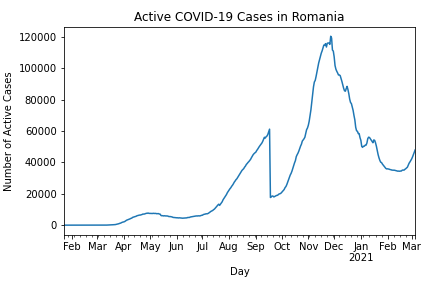 Active COVID-19 Cases in Romania
Number of Active Cases
120000
100000
80000
60000
40000
20000
0
Feb Mar Apr May Jun Jul Aug Sep Oct Nov Dec Jan Feb Mar
2021
Day